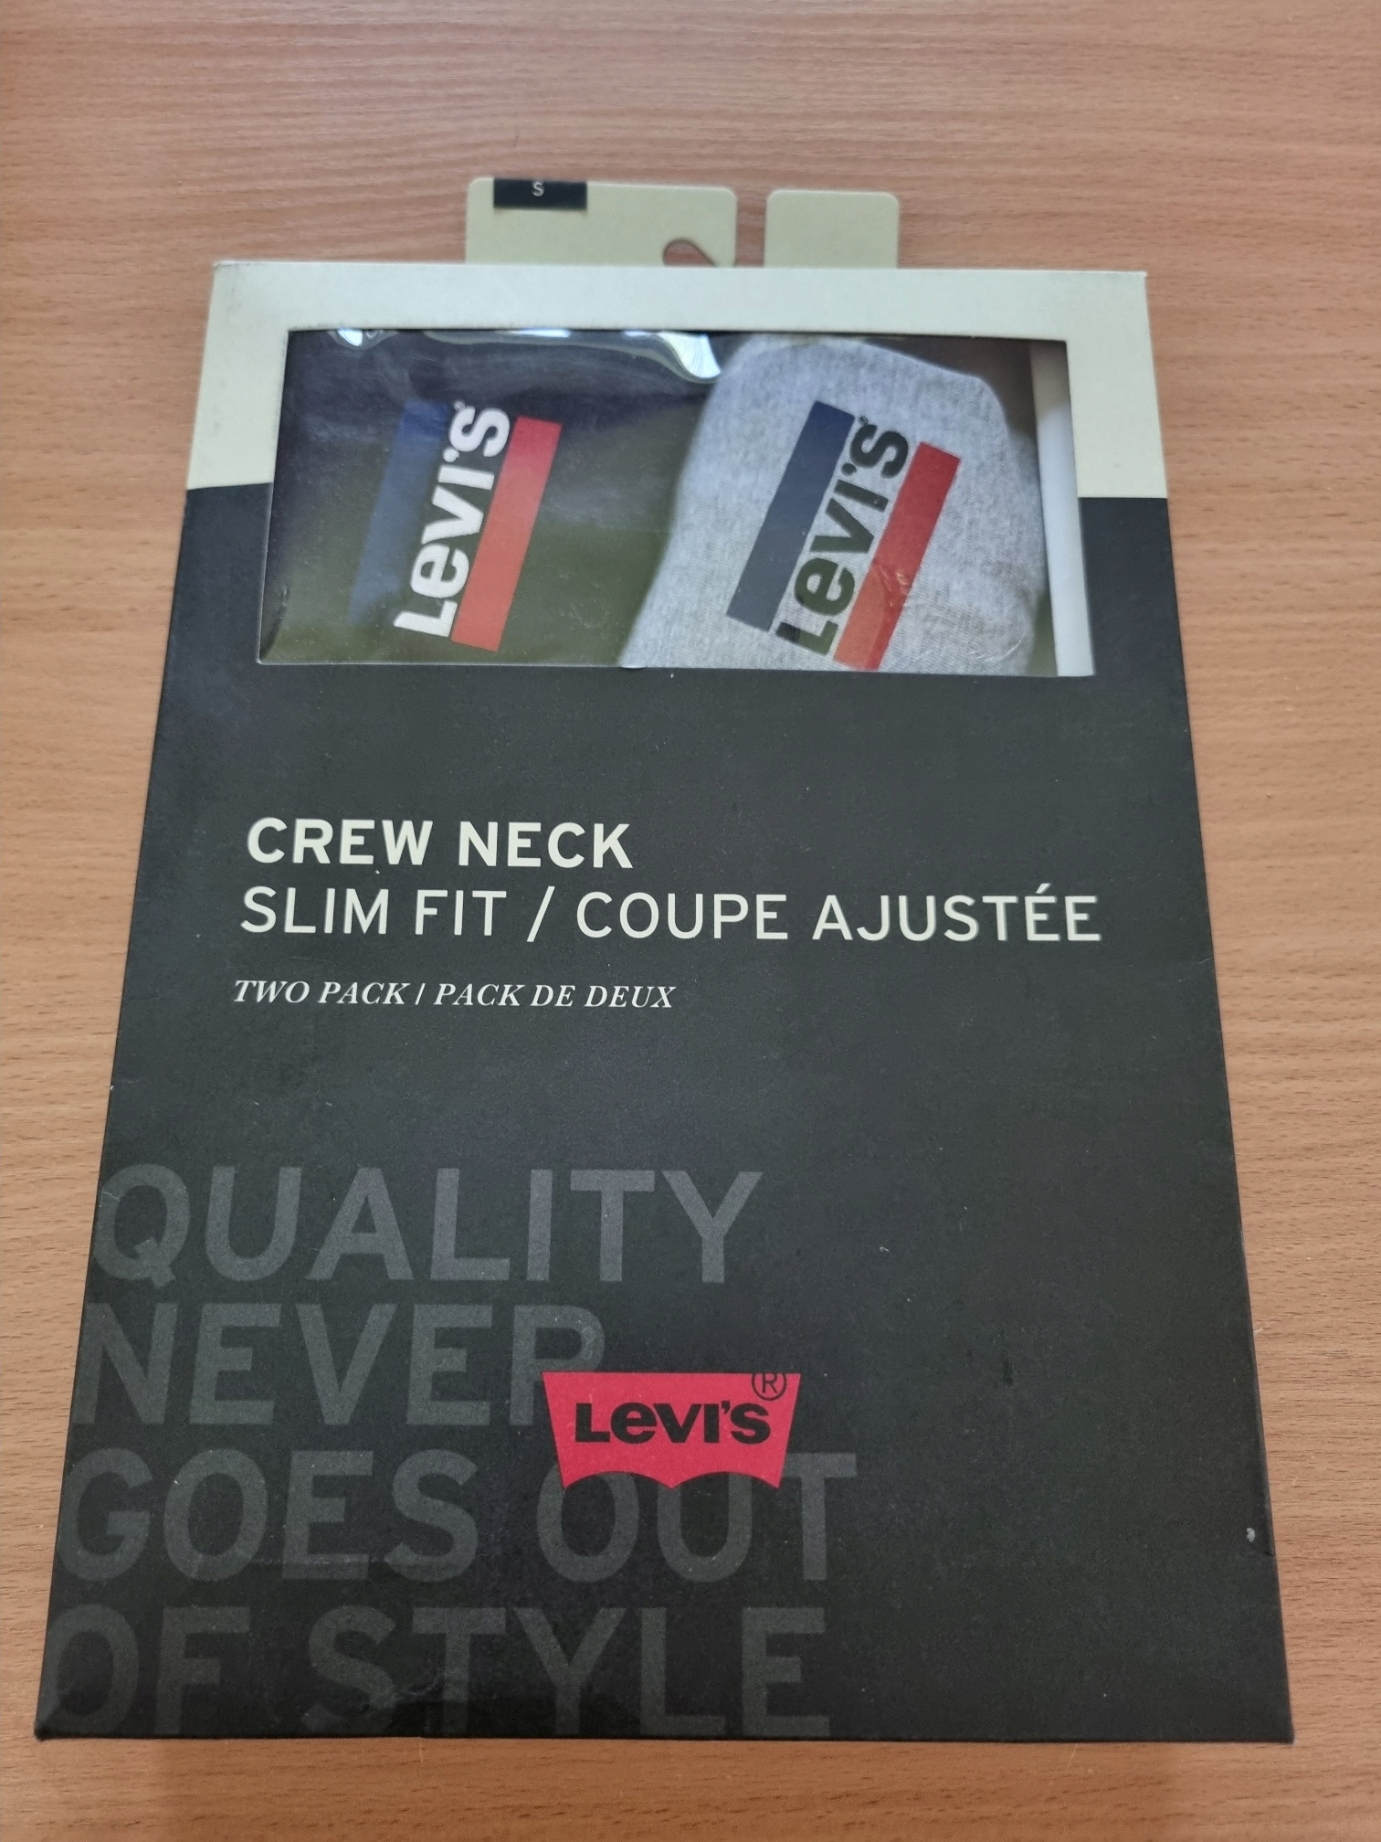 S
Levi's
Levi's
CREW NECK
SLIM FIT / COUPE AJUSTÉE
TWO PACK / PACK DE DEUX
QUALITY
NEVER
GOES OUT
OF STYLE
Levi's ®